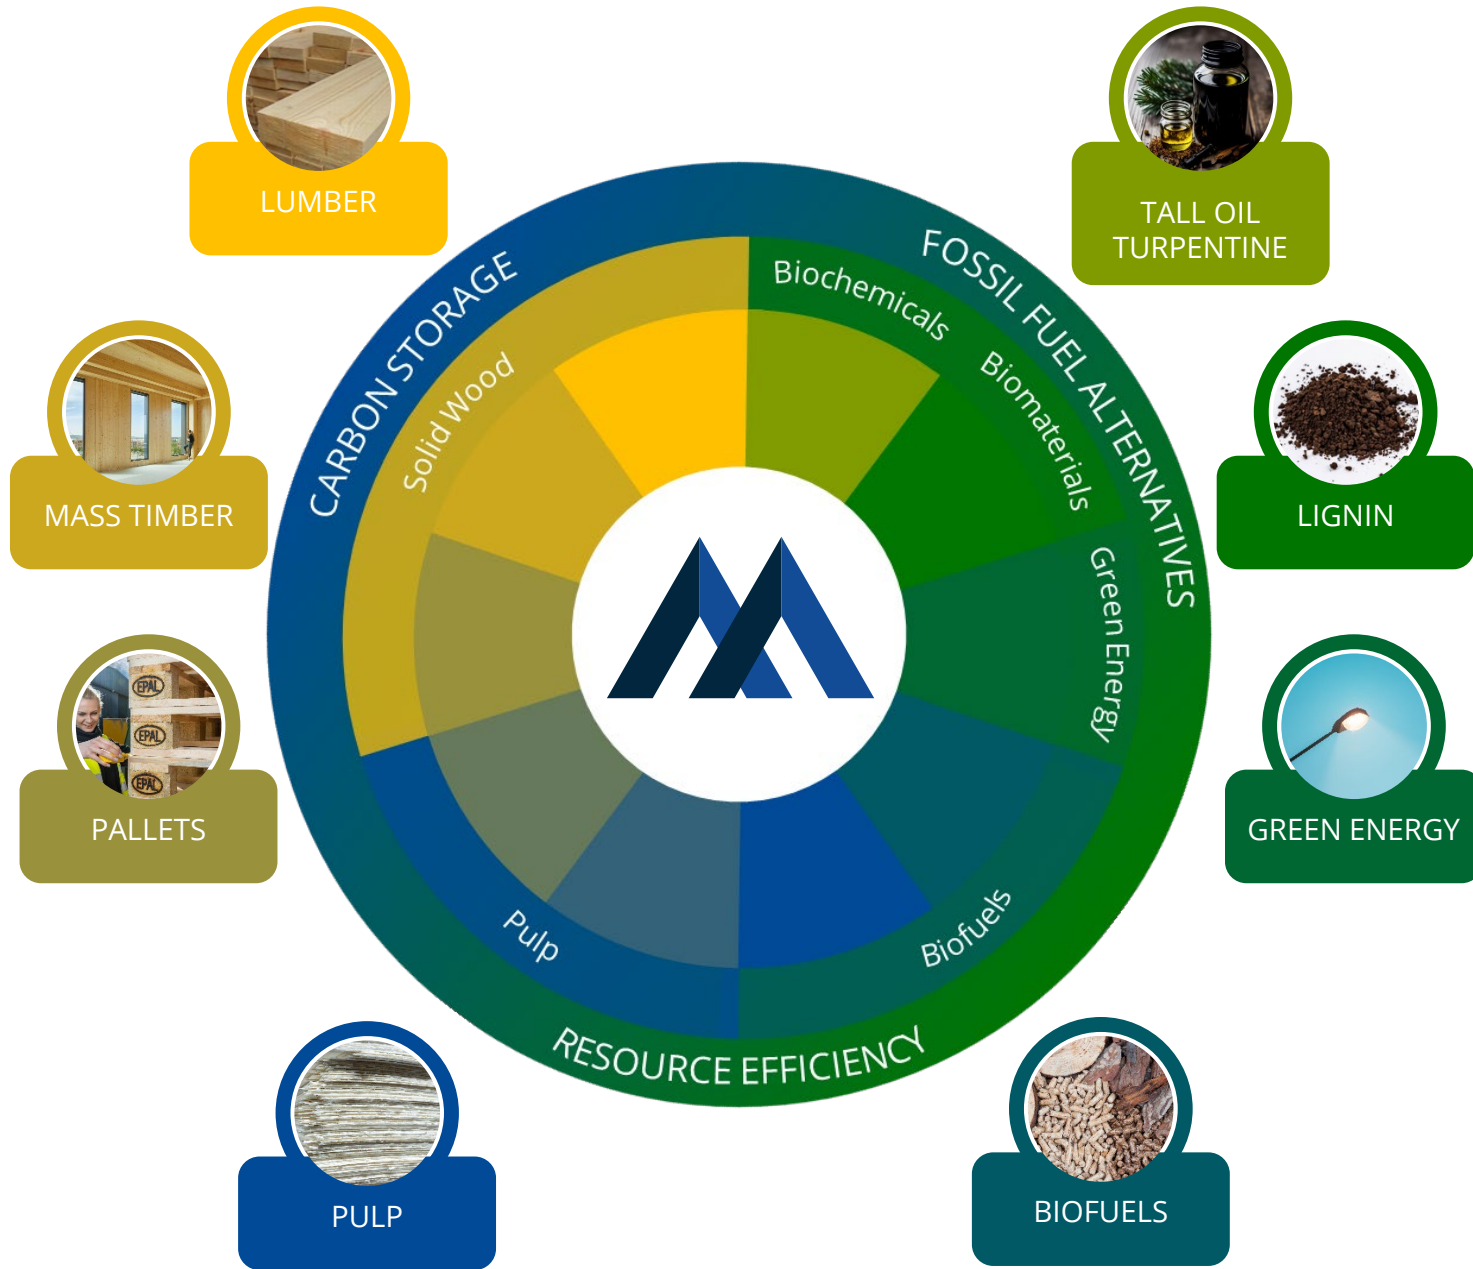 LUMBER
TALL OIL
TURPENTINE
CARBON STORAGE
FOSSIL FUEL ALTERNATIVES
Biochemicals
Solid Wood
Biomaterials
MASS TIMBER
LIGNIN
Green Energy
EPAL
EPAL
EPAL
PALLETS
GREEN ENERGY
Pulp
Biofuels
RESOURCE EFFICIENCY
PULP
BIOFUELS